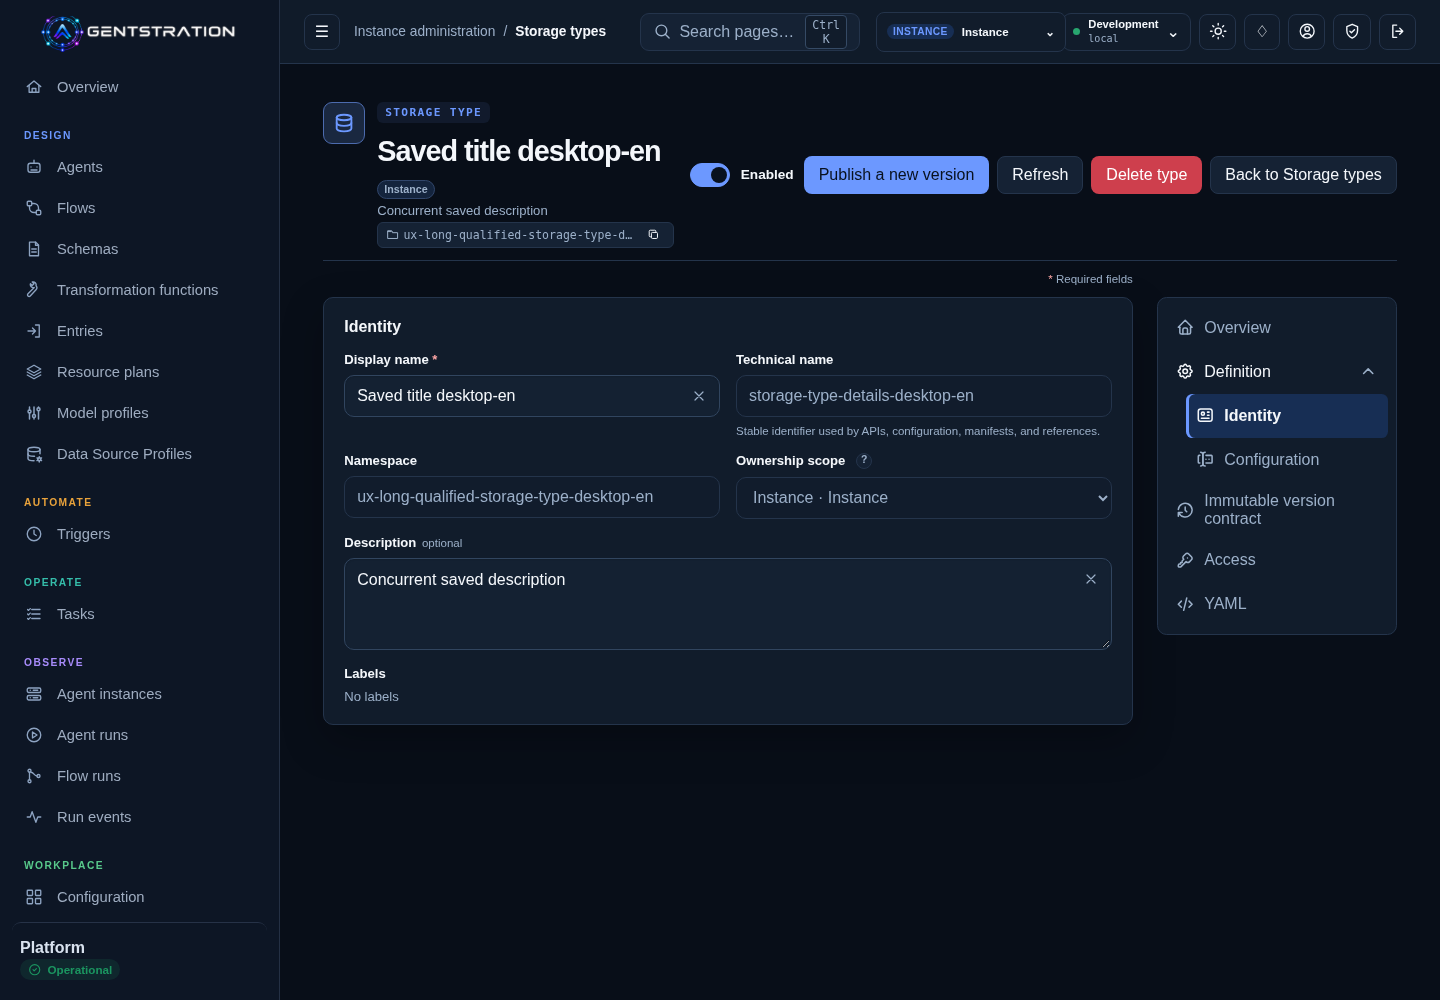 GENTSTRATION
Overview
DESIGN
Agents
Flows
Schemas
Transformation functions
Entries
Resource plans
Model profiles
Data Source Profiles
AUTOMATE
Triggers
OPERATE
Tasks
OBSERVE
Agent instances
Agent runs
Flow runs
Run events
WORKPLACE
Configuration
Platform
Operational
Instance administration / Storage types
Search pages… Ctrl K
INSTANCE Instance
Development
local
STORAGE TYPE
Saved title desktop-en
Instance
Concurrent saved description
ux-long-qualified-storage-type-d…
Enabled
Publish a new version
Refresh
Delete type
Back to Storage types
* Required fields
Identity
Display name *
Saved title desktop-en
Technical name
storage-type-details-desktop-en
Stable identifier used by APIs, configuration, manifests, and references.
Namespace
ux-long-qualified-storage-type-desktop-en
Ownership scope ?
Instance · Instance
Description optional
Concurrent saved description
Labels
No labels
Overview
Definition
Identity
Configuration
Immutable version
contract
Access
YAML